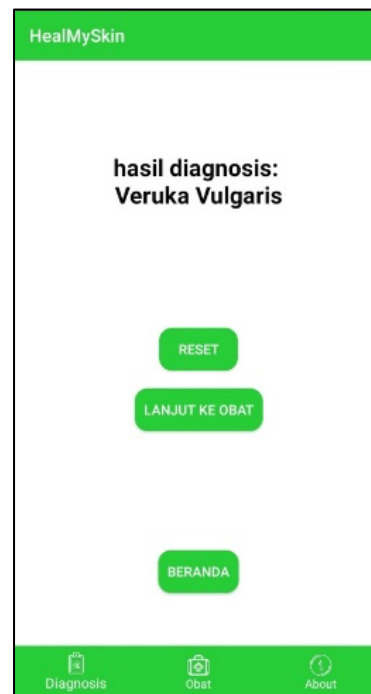 HealMySkin
hasil diagnosis:
Veruka Vulgaris
RESET
LANJUT KE OBAT
BERANDA
Diagnosis
Obat
About